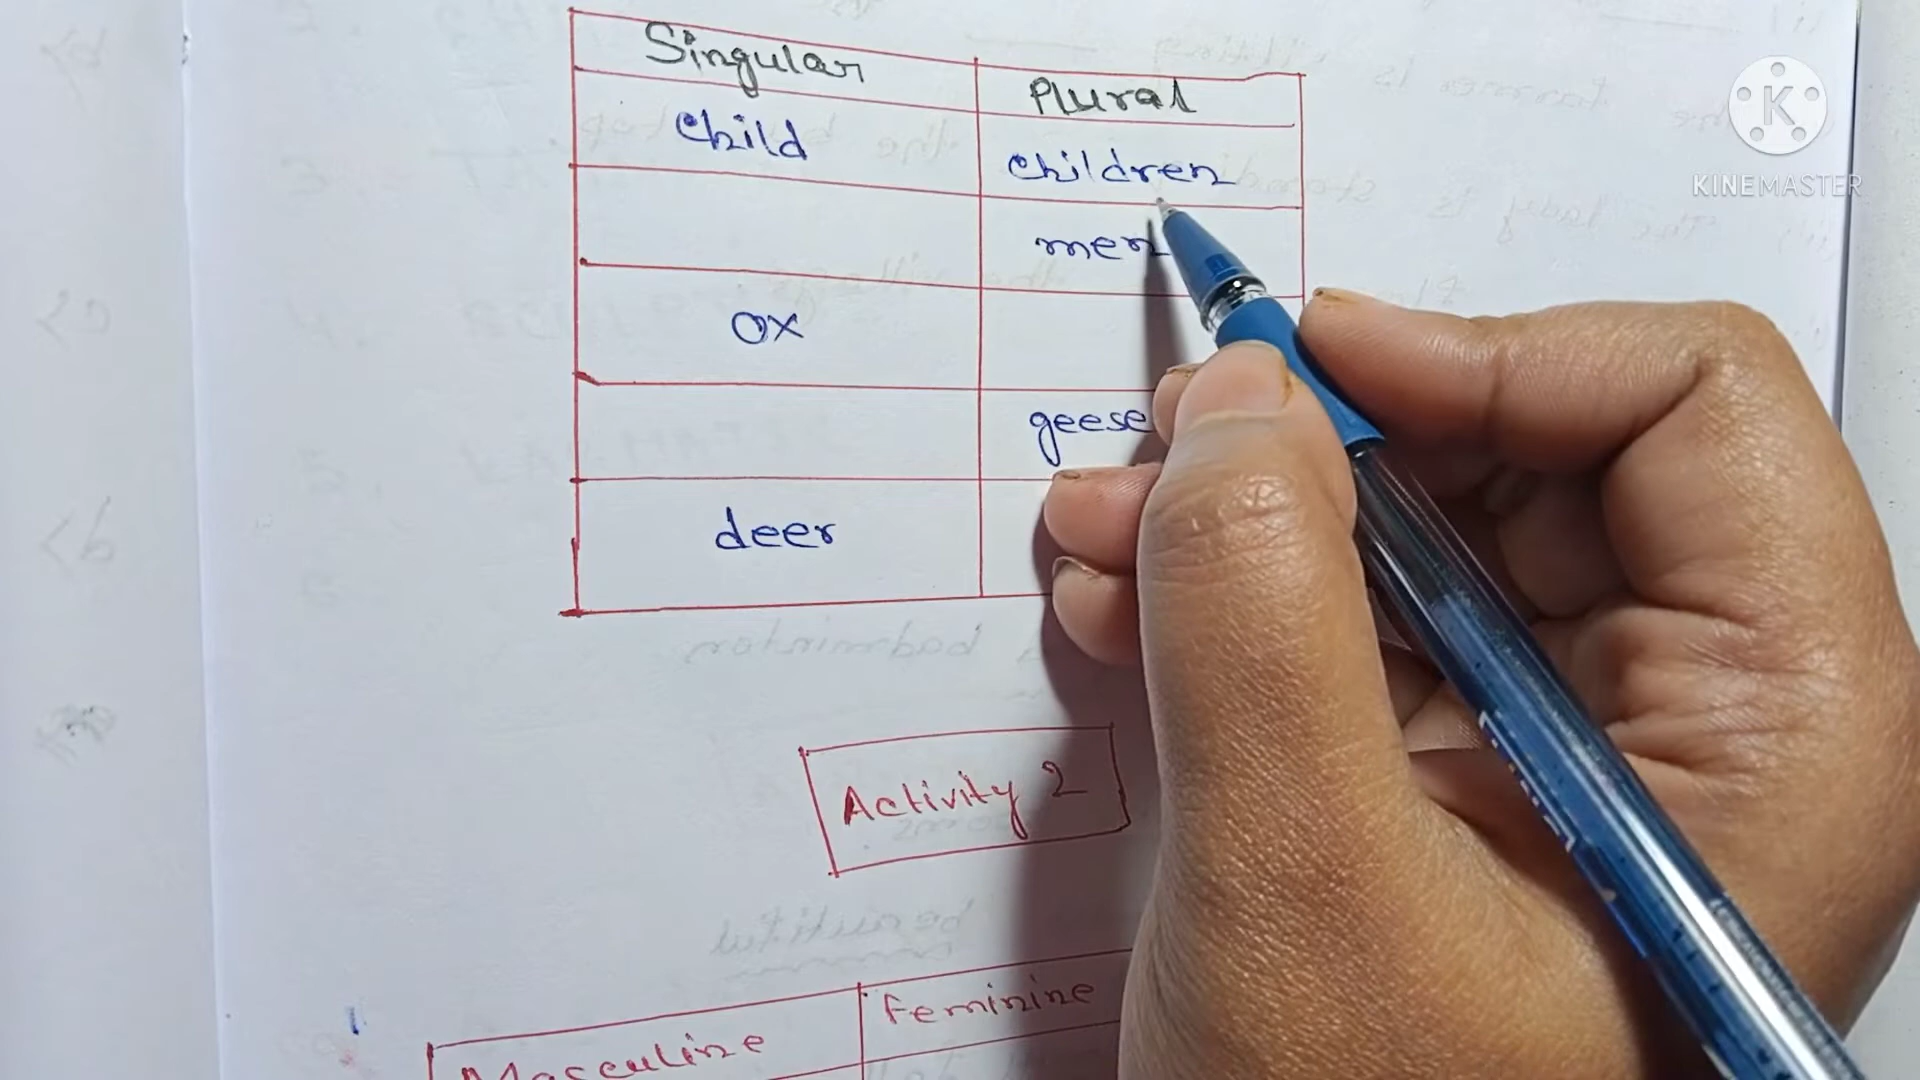 Singular Plural
Child Children
men
Ox
geese
deer
Activity 2
Masculine Feminine
KINEMASTER